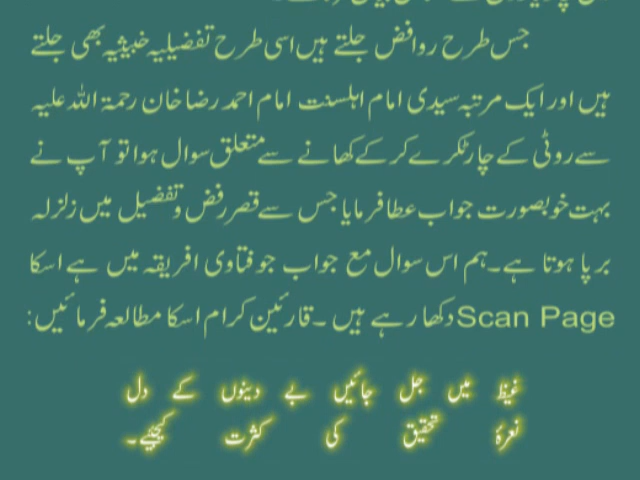 جس طرح روافض جلتے ہیں اسی طرح تفضیلیہ خبیثیہ بھی جلتے
ہیں اور ایک مرتبہ سیدی امام اہلسنت امام احمد رضا خان رحمۃ اللہ علیہ
سے روٹی کے چار ٹکرے کر کے کھانے سے متعلق سوال ہوا تو آپ نے
بہت خوبصورت جواب عطا فرمایا جس سے قصر رفض و تفضیل میں زلزلہ
برپا ہوتا ہے۔ ہم اس سوال مع جواب جو فتاوی افریقہ میں ہے اسکا
Scan Page دکھا رہے ہیں ۔ قارئین کرام اسکا مطالعہ فرمائیں:
غیظ میں جل جائیں بے دینوں کے دل
نعرۂ تحقیق کی کثرت کیجیے۔